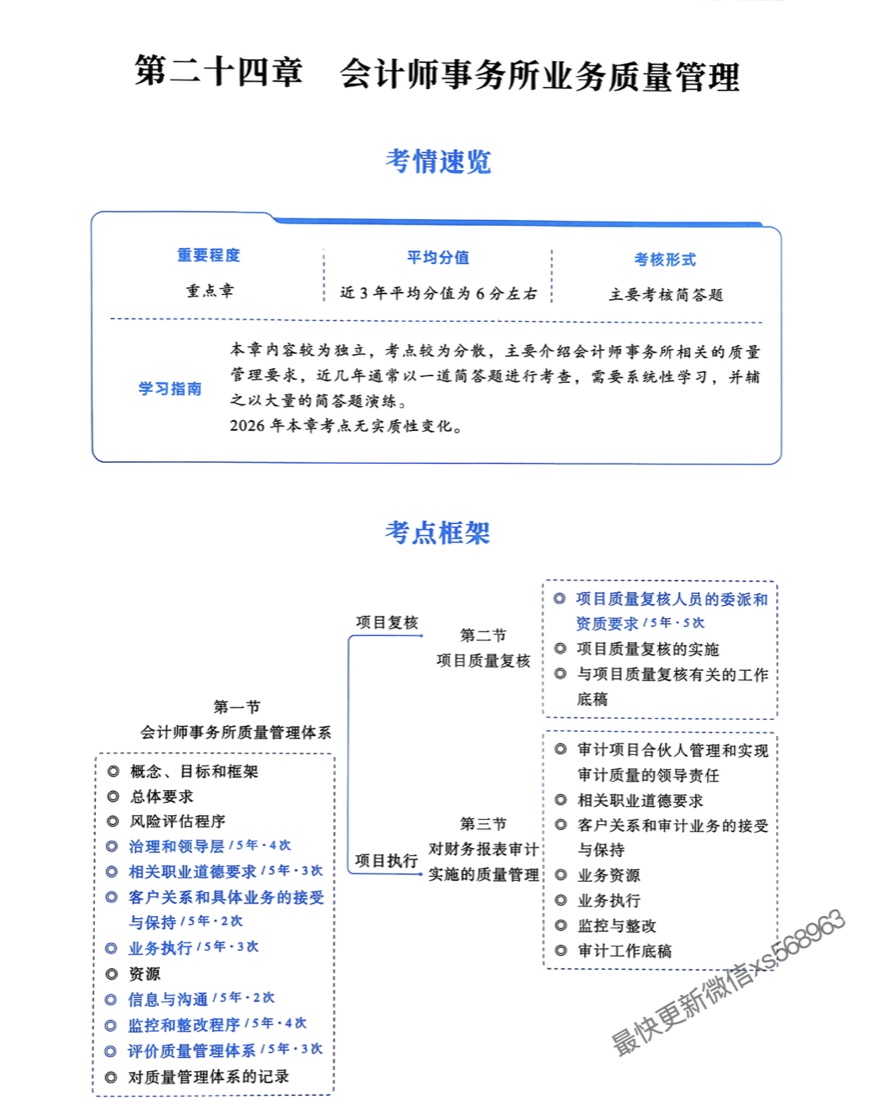 第二十四章 会计师事务所业务质量管理
考情速览
重要程度
平均分值
考核形式
重点章
近3年平均分值为6分左右
主要考核简答题
学习指南
本章内容较为独立，考点较为分散，主要介绍会计师事务所相关的质量
管理要求，近几年通常以一道简答题进行考查，需要系统性学习，并辅
之以大量的简答题演练。
2026年本章考点无实质性变化。
考点框架
第一节
会计师事务所质量管理体系
◎ 概念、目标和框架
◎ 总体要求
◎ 风险评估程序
◎ 治理和领导层/5年·4次
◎ 相关职业道德要求/5年·3次
◎ 客户关系和具体业务的接受
与保持/5年·2次
◎ 业务执行/5年·3次
◎ 资源
◎ 信息与沟通/5年·2次
◎ 监控和整改程序/5年·4次
◎ 评价质量管理体系/5年·3次
◎ 对质量管理体系的记录
项目复核
第二节
项目质量复核
◎ 项目质量复核人员的委派和
资质要求/5年·5次
◎ 项目质量复核的实施
◎ 与项目质量复核有关的工作
底稿
项目执行
第三节
对财务报表审计
实施的质量管理
◎ 审计项目合伙人管理和实现
审计质量的领导责任
◎ 相关职业道德要求
◎ 客户关系和审计业务的接受
与保持
◎ 业务资源
◎ 业务执行
◎ 监控与整改
◎ 审计工作底稿
最快更新微信xs568963